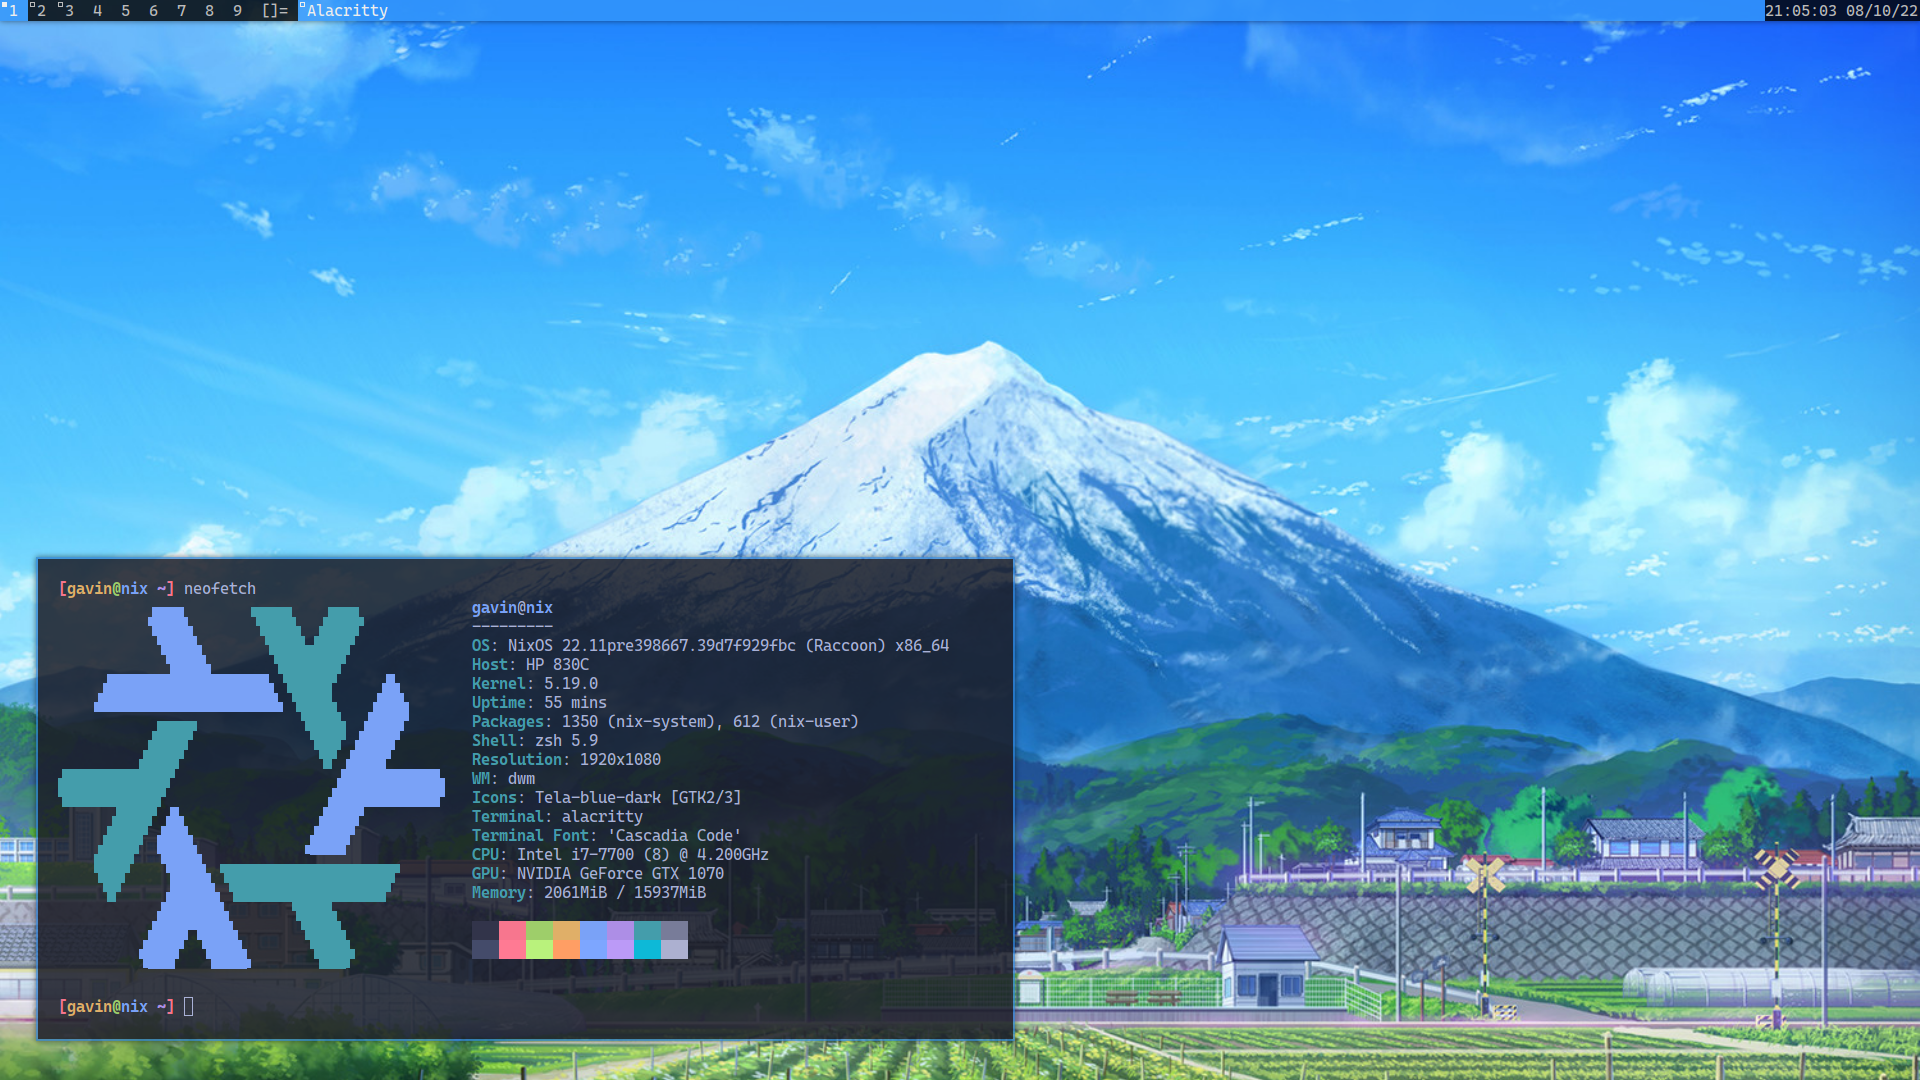 1 2 3 4 5 6 7 8 9 []= Alacritty 21:05:03 08/10/22
[gavin@nix ~] neofetch
gavin@nix
---------
OS: NixOS 22.11pre398667.39d7f929fbc (Raccoon) x86_64
Host: HP 830C
Kernel: 5.19.0
Uptime: 55 mins
Packages: 1350 (nix-system), 612 (nix-user)
Shell: zsh 5.9
Resolution: 1920x1080
WM: dwm
Icons: Tela-blue-dark [GTK2/3]
Terminal: alacritty
Terminal Font: 'Cascadia Code'
CPU: Intel i7-7700 (8) @ 4.200GHz
GPU: NVIDIA GeForce GTX 1070
Memory: 2061MiB / 15937MiB
[gavin@nix ~]